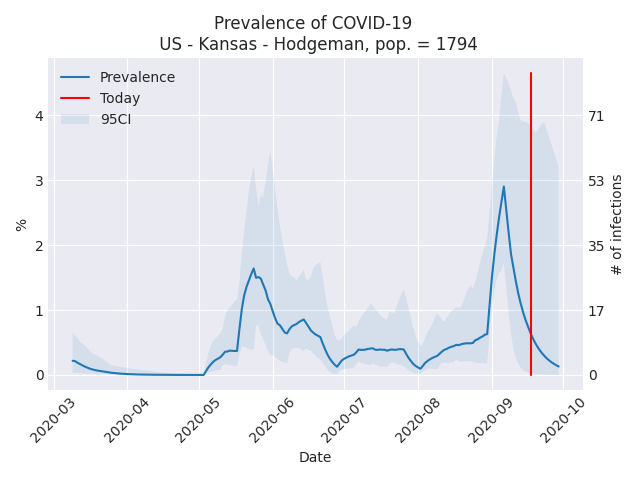 Prevalence of COVID-19
US - Kansas - Hodgeman, pop. = 1794
Prevalence
Today
95CI
%
4
3
2
1
0
71
53
35
17
0
# of infections
2020-03
2020-04
2020-05
2020-06
2020-07
2020-08
2020-09
2020-10
Date